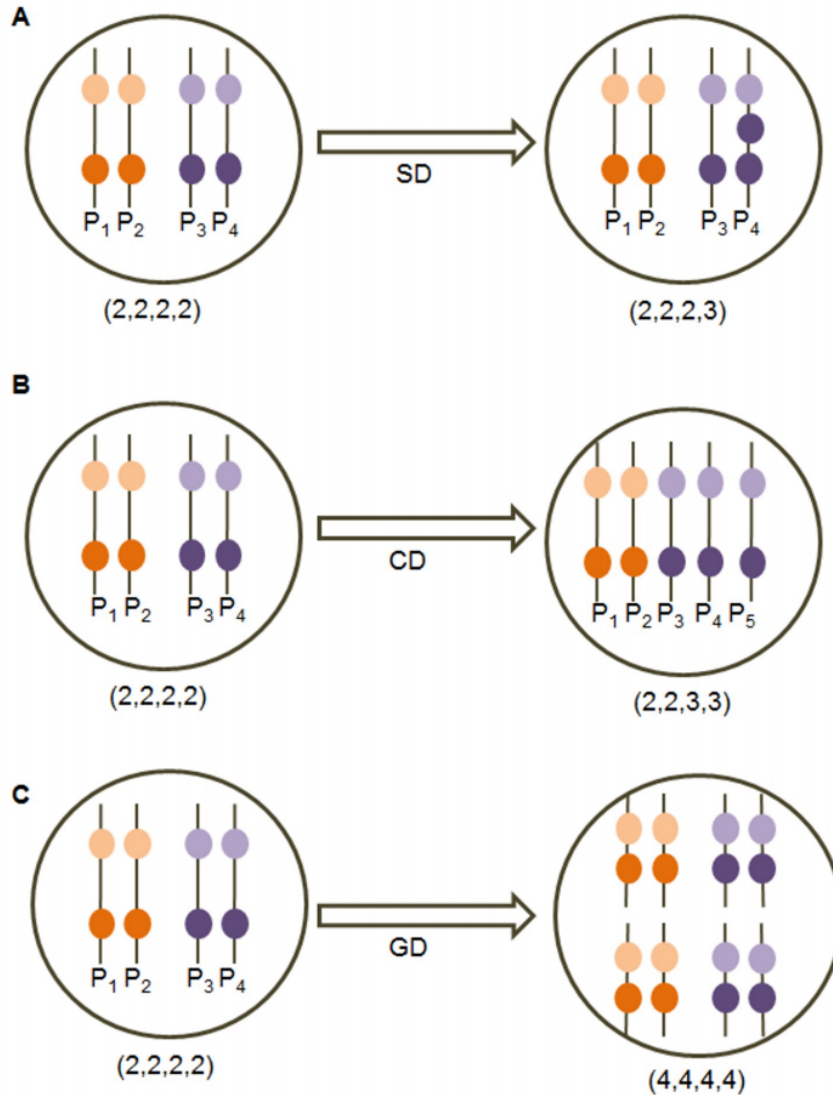 A
SD
P1 P2 P3 P4
P1 P2 P3 P4
(2,2,2,2)
(2,2,2,3)
B
CD
P1 P2 P3 P4
P1 P2 P3 P4 P5
(2,2,2,2)
(2,2,3,3)
C
GD
P1 P2 P3 P4
(2,2,2,2)
(4,4,4,4)